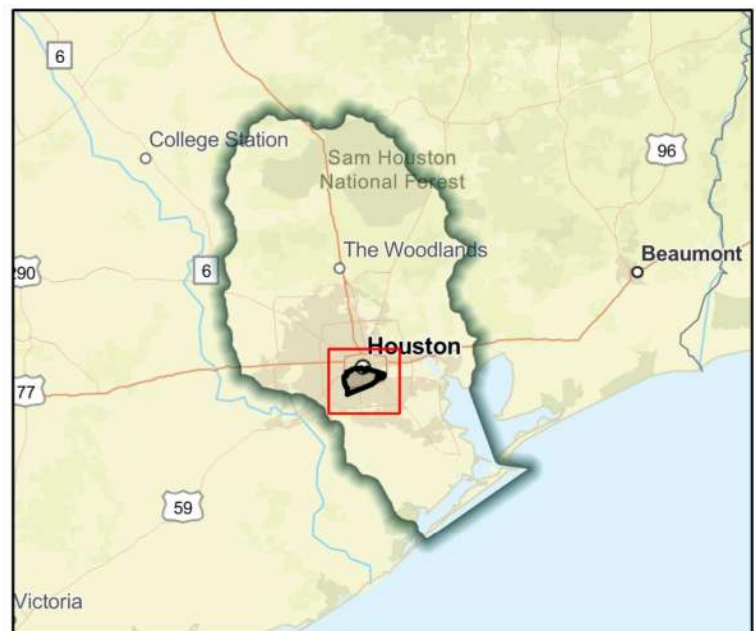 6
College Station
Sam Houston
National Forest
96
The Woodlands
Beaumont
290
6
Houston
77
59
Victoria